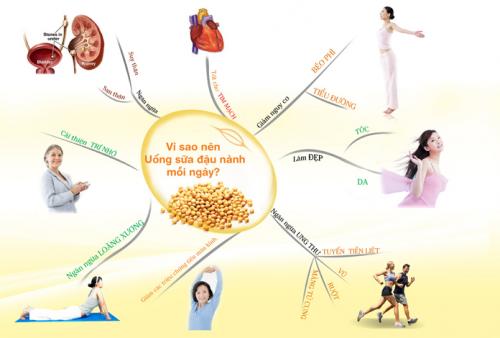 Vì sao nên
Uống sữa đậu nành
mỗi ngày?
Tốt cho TIM MẠCH
Giảm nguy cơ
BÉO PHÌ
TIỂU ĐƯỜNG
Làm ĐẸP
TÓC
DA
Ngăn ngừa UNG THƯ
TUYẾN TIỀN LIỆT
VÚ
RUỘT
MÀNG TỬ CUNG
Giảm các triệu chứng tiền mãn kinh
Ngăn ngừa LOÃNG XƯƠNG
Cải thiện TRÍ NHỚ
Ngăn ngừa
Sạn thận
Suy thận
Stones in
ureter
Bladder
Kidney